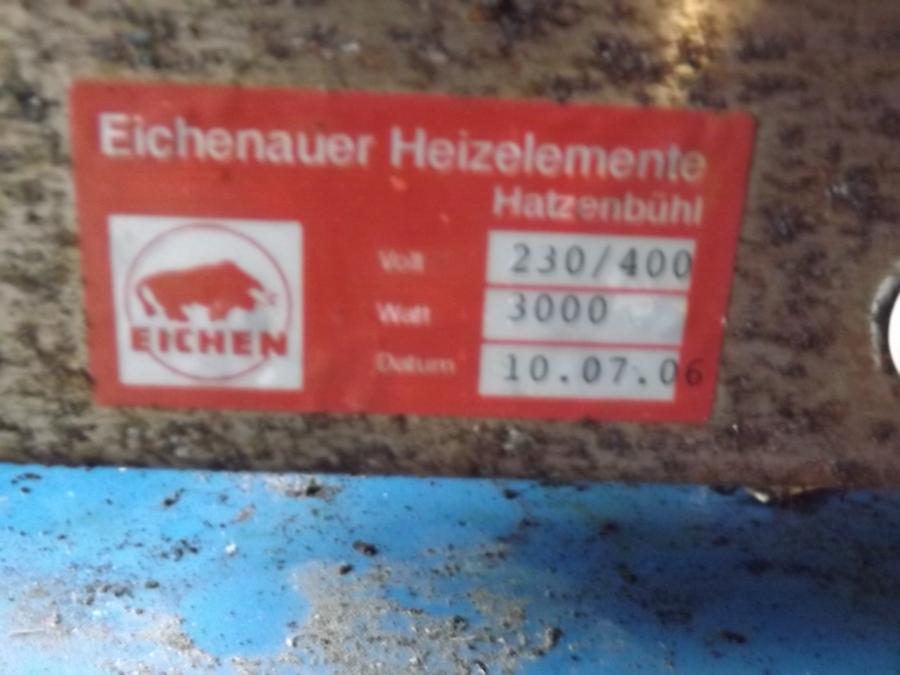 Eichenauer Heizelemente
Hatzenbühl
Volt 230/400
Watt 3000
Datum 10.07.06
EICHEN